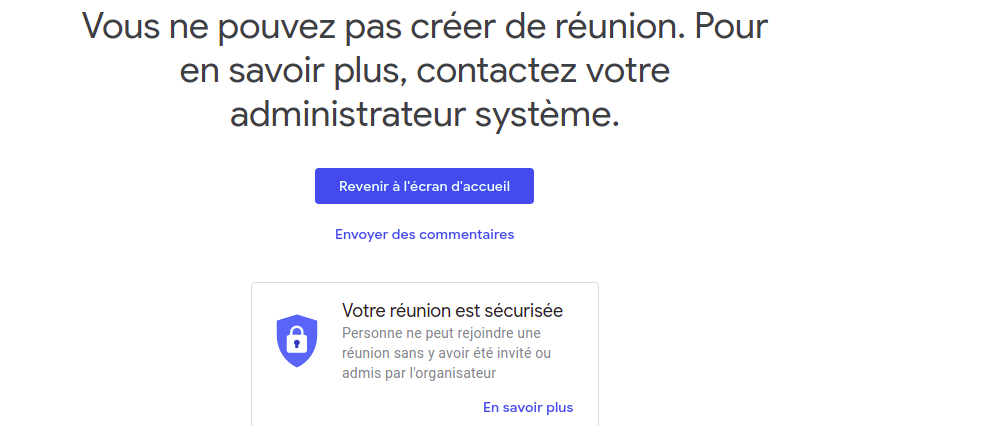 Vous ne pouvez pas créer de réunion. Pour
en savoir plus, contactez votre
administrateur système.
Revenir à l'écran d'accueil
Envoyer des commentaires
Votre réunion est sécurisée
Personne ne peut rejoindre une
réunion sans y avoir été invité ou
admis par l'organisateur
En savoir plus